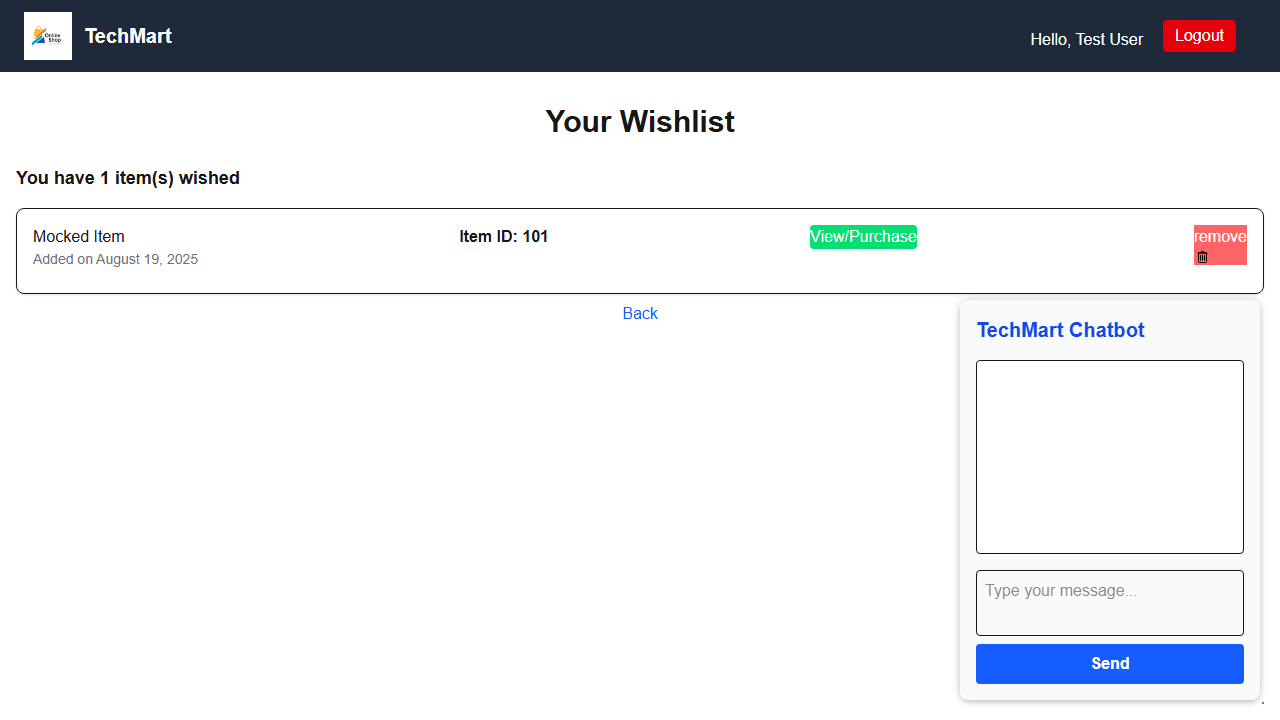 Online
Shop
TechMart
Hello, Test User
Logout
Your Wishlist
You have 1 item(s) wished
Mocked Item
Item ID: 101
View/Purchase
remove
Added on August 19, 2025
Back
TechMart Chatbot
Type your message...
Send
.